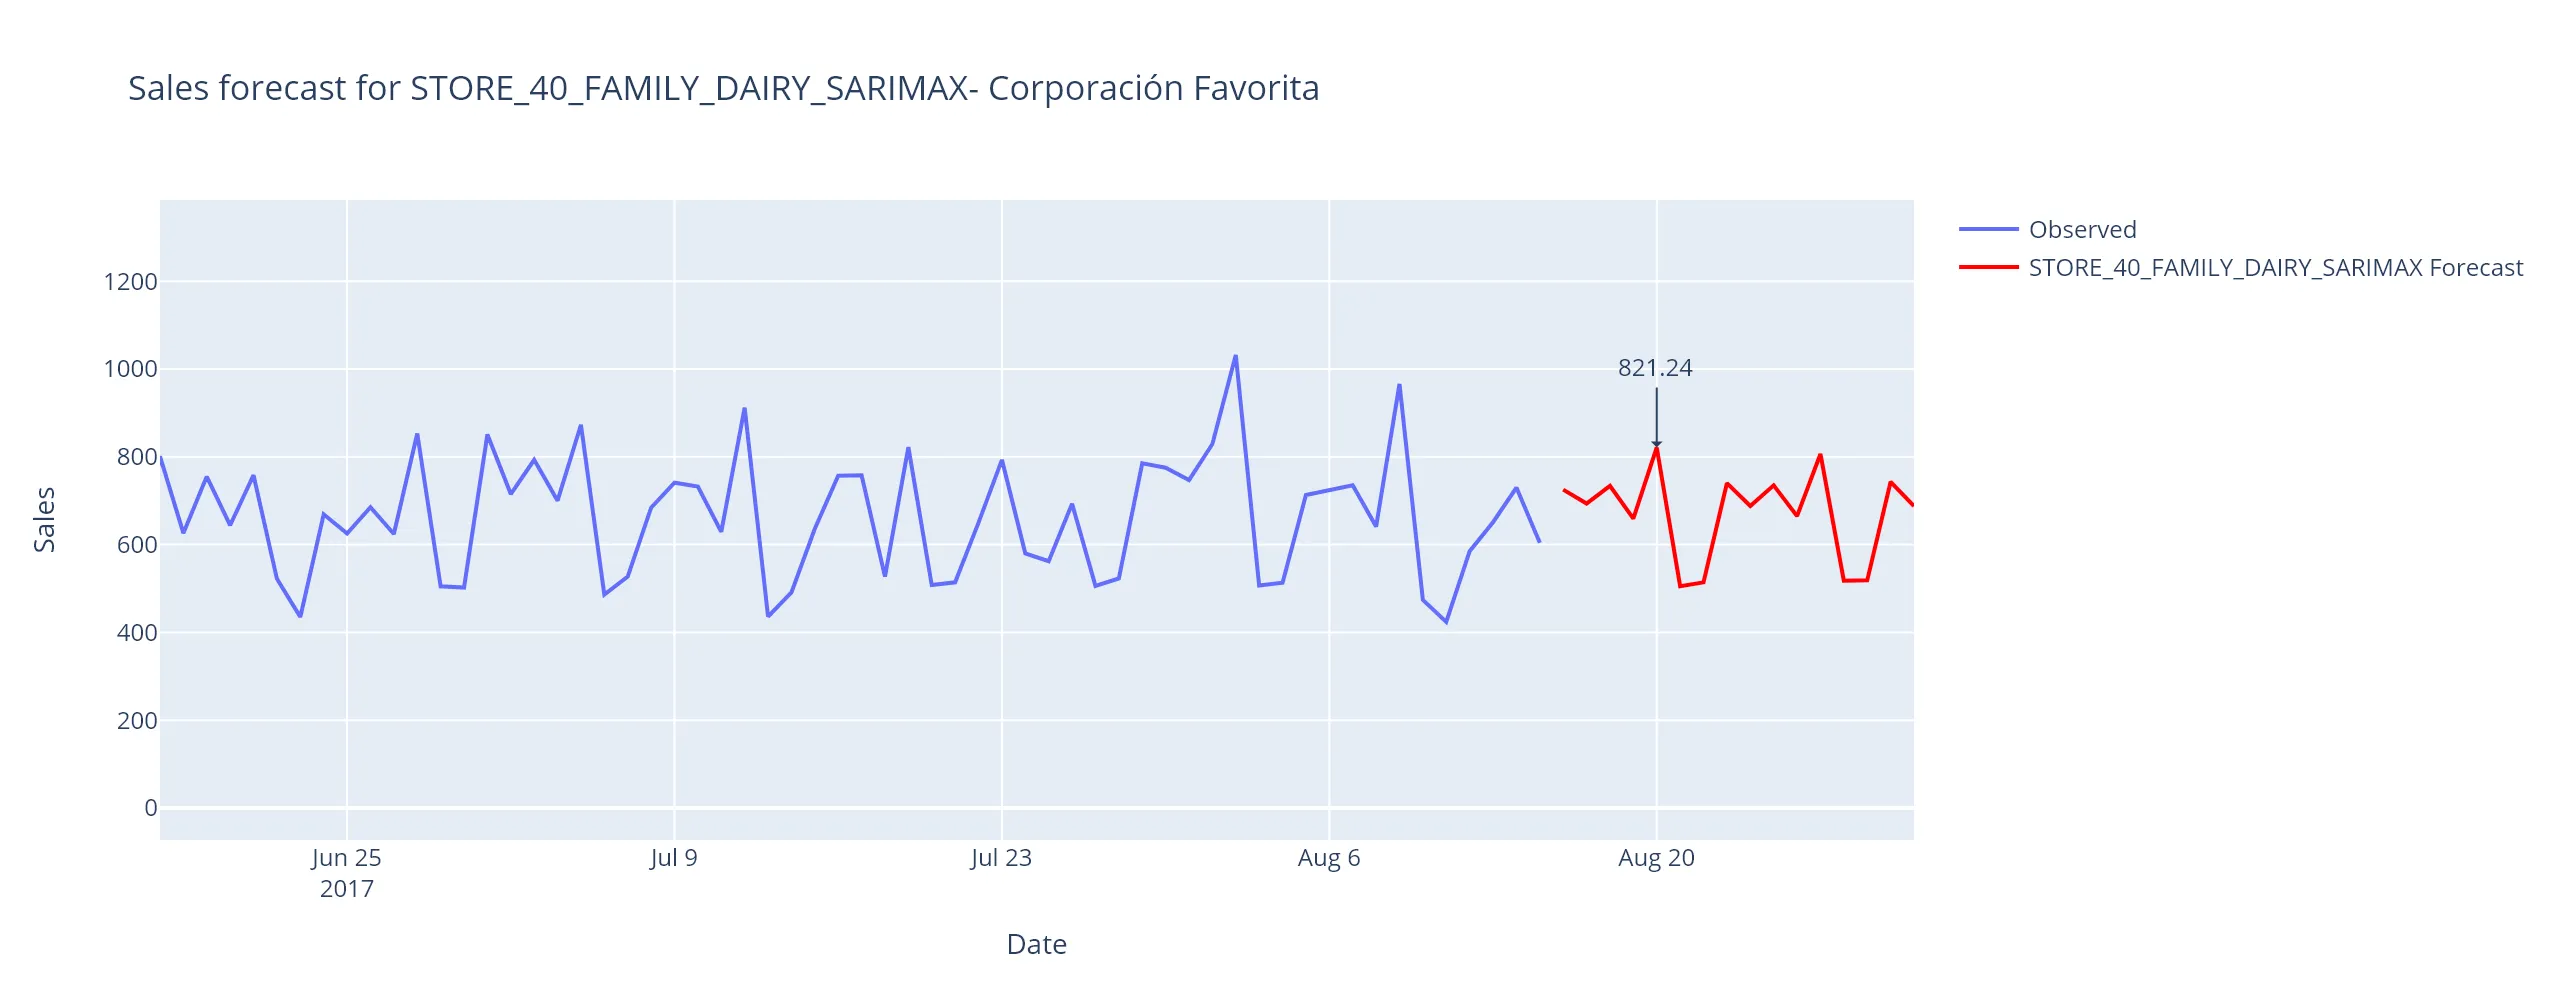 Sales forecast for STORE_40_FAMILY_DAIRY_SARIMAX- Corporación Favorita
Observed
STORE_40_FAMILY_DAIRY_SARIMAX Forecast
1200
1000
800
600
400
200
0
Sales
821.24
Jun 25
2017
Jul 9
Jul 23
Aug 6
Aug 20
Date